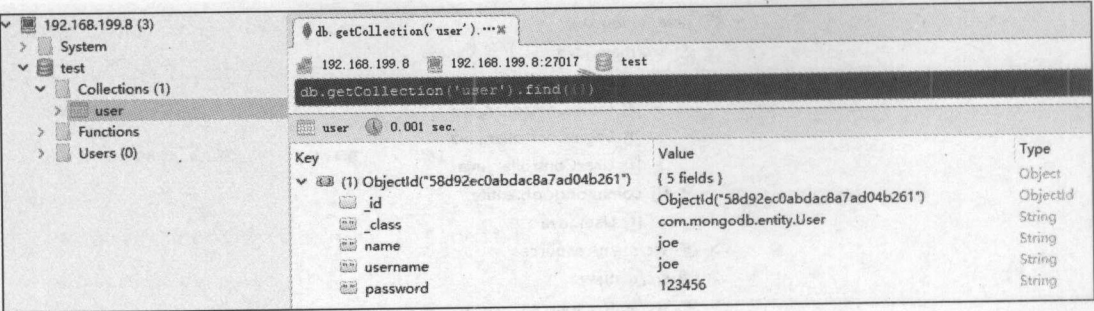 192.168.199.8 (3)
System
test
Collections (1)
user
Functions
Users (0)
db.getCollection('user').…
192.168.199.8 192.168.199.8:27017 test
db.getCollection('user').find({})
user 0.001 sec.
Key Value Type
(1) ObjectId("58d92ec0abdac8a7ad04b261") { 5 fields } Object
_id ObjectId("58d92ec0abdac8a7ad04b261") ObjectId
_class com.mongodb.entity.User String
name joe String
username joe String
password 123456 String